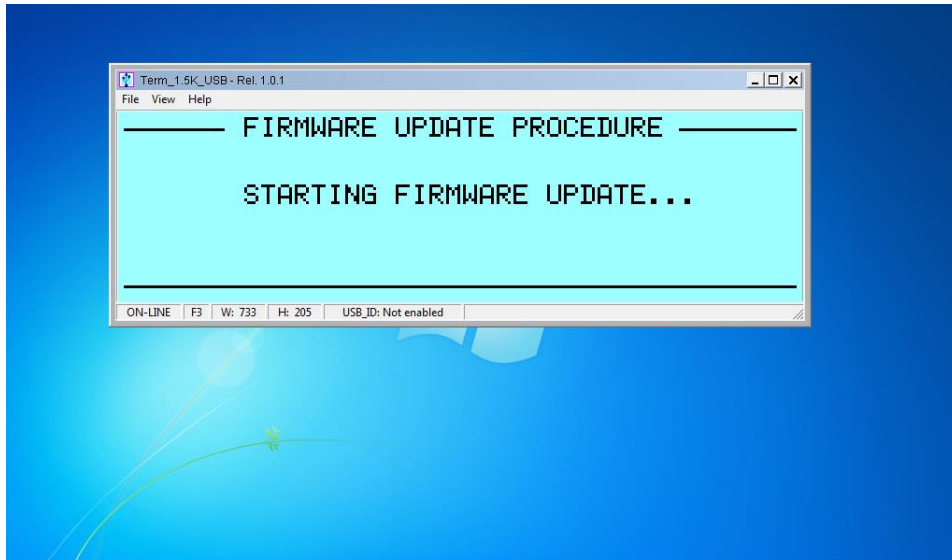 Term_1.5K_USB - Rel. 1.0.1
File View Help
FIRMWARE UPDATE PROCEDURE
STARTING FIRMWARE UPDATE...
ON-LINE F3 W: 733 H: 205 USB_ID: Not enabled